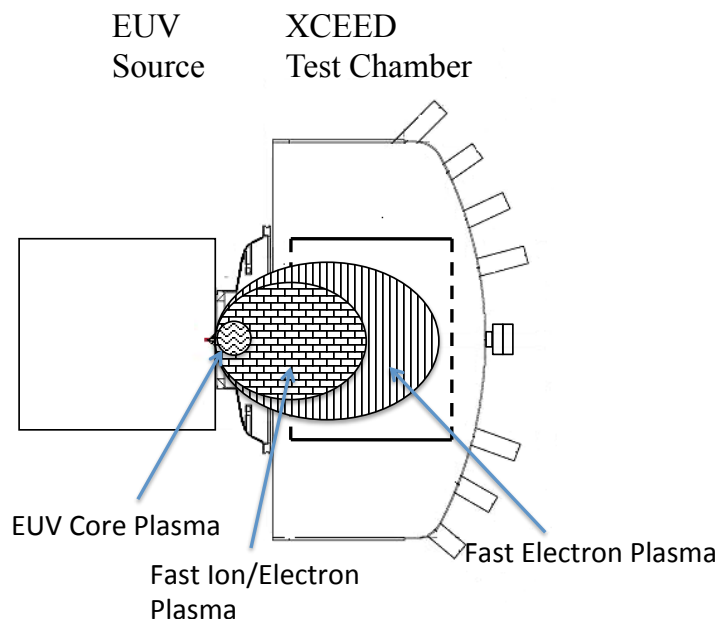 EUV
Source
XCEED
Test Chamber
EUV Core Plasma
Fast Ion/Electron
Plasma
Fast Electron Plasma